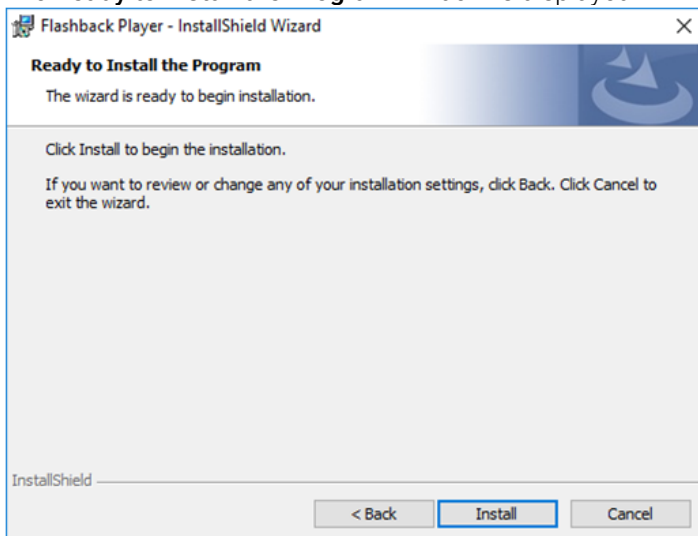 Flashback Player - InstallShield Wizard
Ready to Install the Program
The wizard is ready to begin installation.
Click Install to begin the installation.
If you want to review or change any of your installation settings, click Back. Click Cancel to
exit the wizard.
InstallShield
< Back Install Cancel